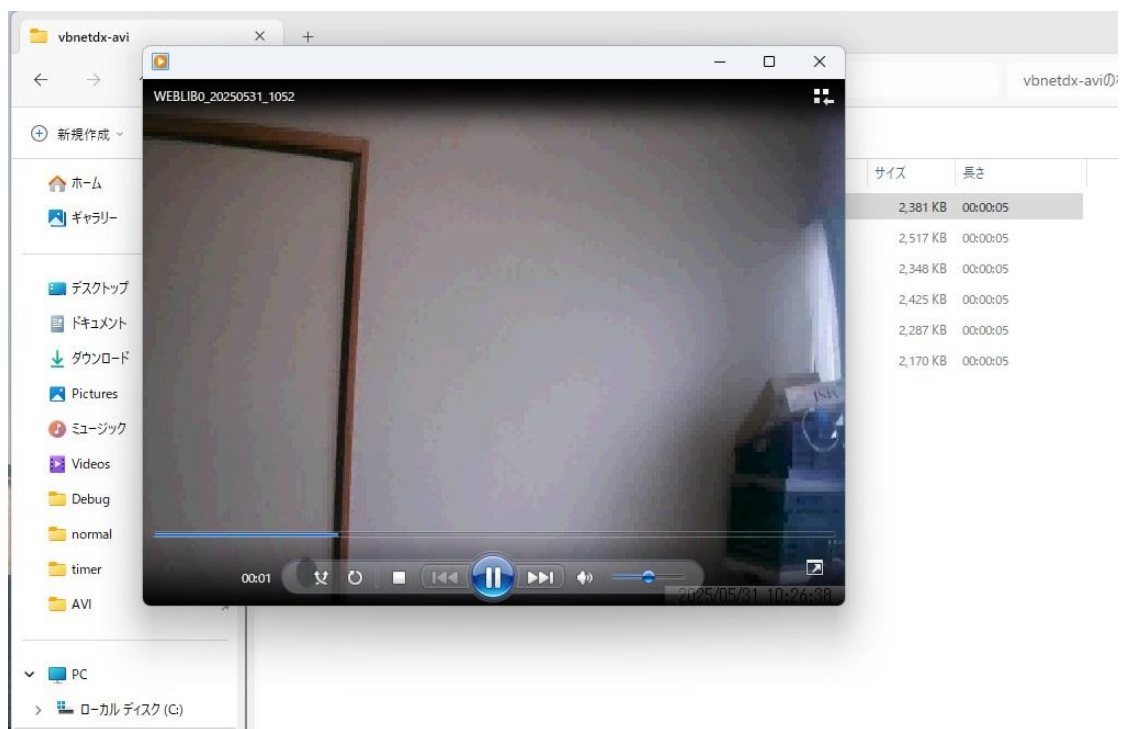 vbnetdx-avi
vbnetdx-aviの
新規作成
WEBLIB0_20250531_1052
ホーム
ギャラリー
サイズ 長さ
2,381 KB 00:00:05
2,517 KB 00:00:05
2,348 KB 00:00:05
2,425 KB 00:00:05
2,287 KB 00:00:05
2,170 KB 00:00:05
デスクトップ
ドキュメント
ダウンロード
Pictures
ミュージック
Videos
Debug
normal
timer
AVI
00:01
2025/05/31 10:26:38
PC
ローカル ディスク (C:)